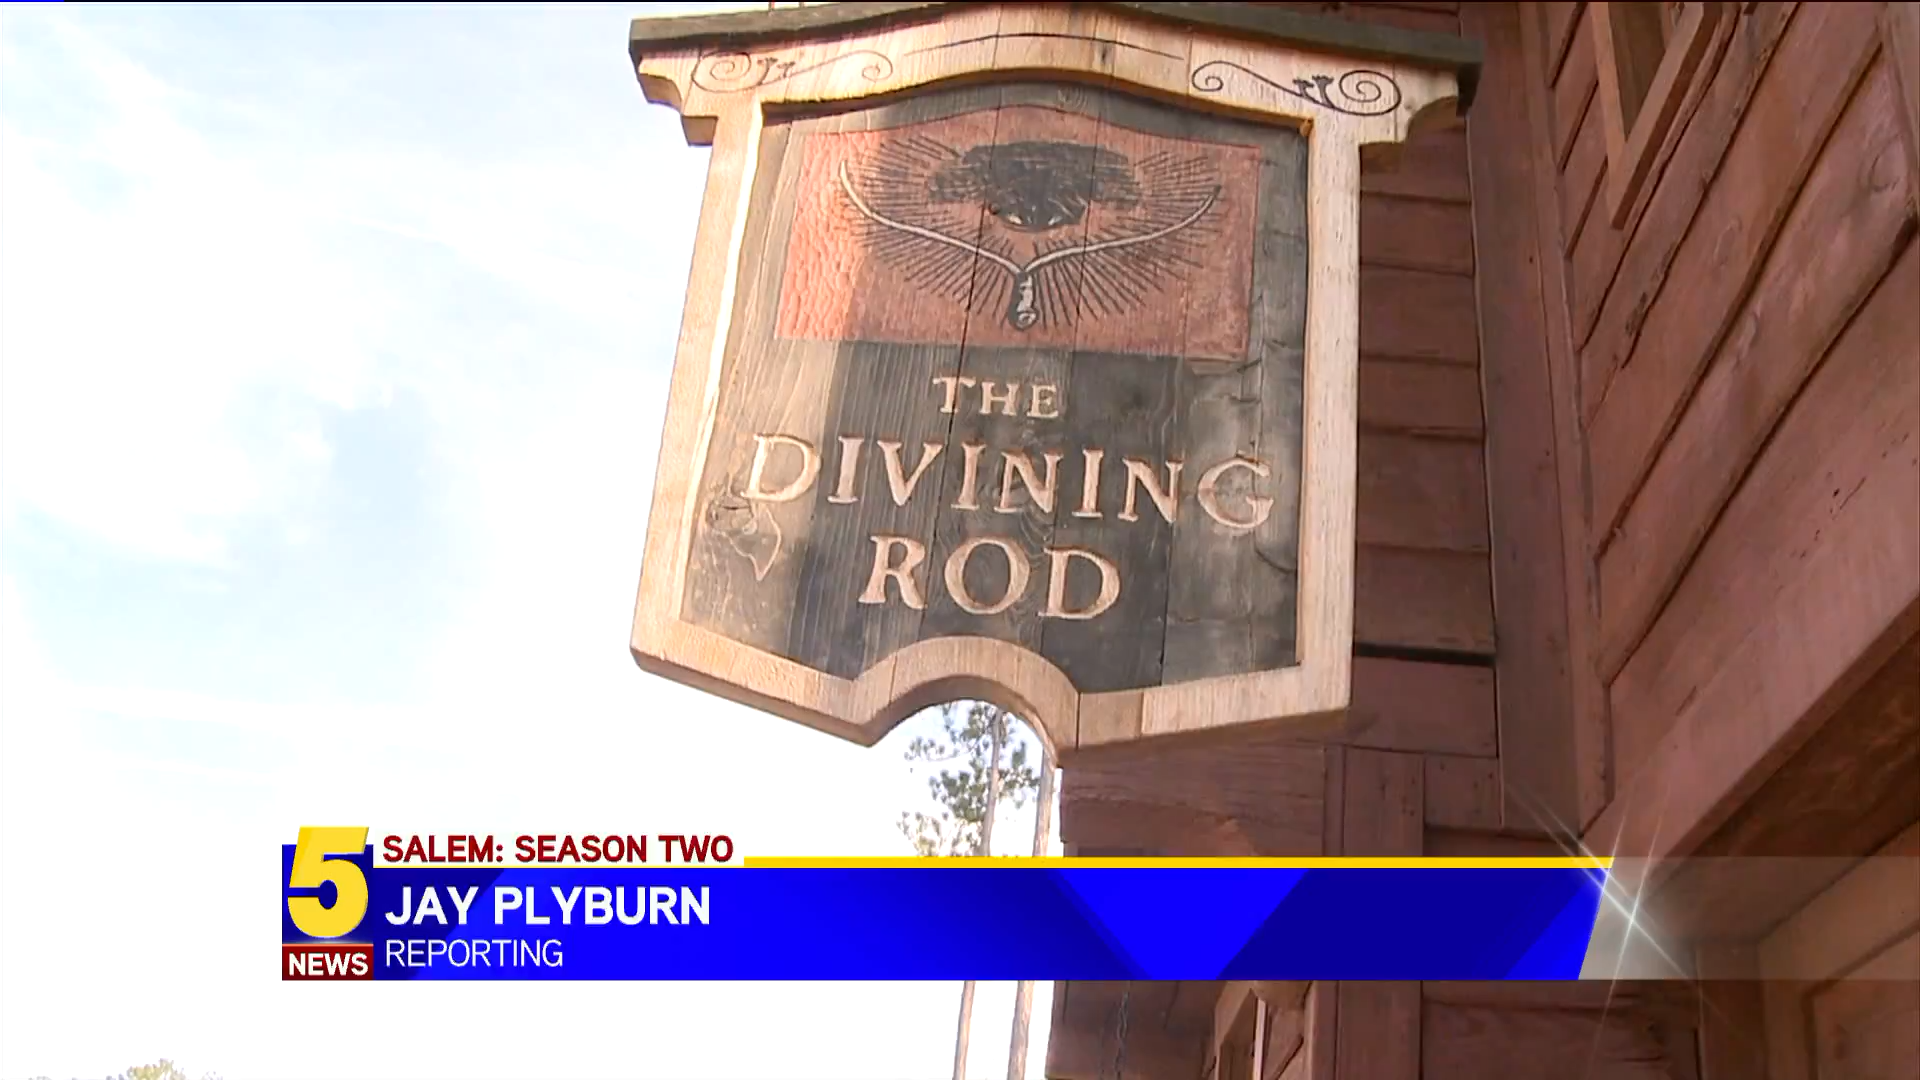 THE
DIVINING
ROD
SALEM: SEASON TWO
5
JAY PLYBURN
NEWS
REPORTING